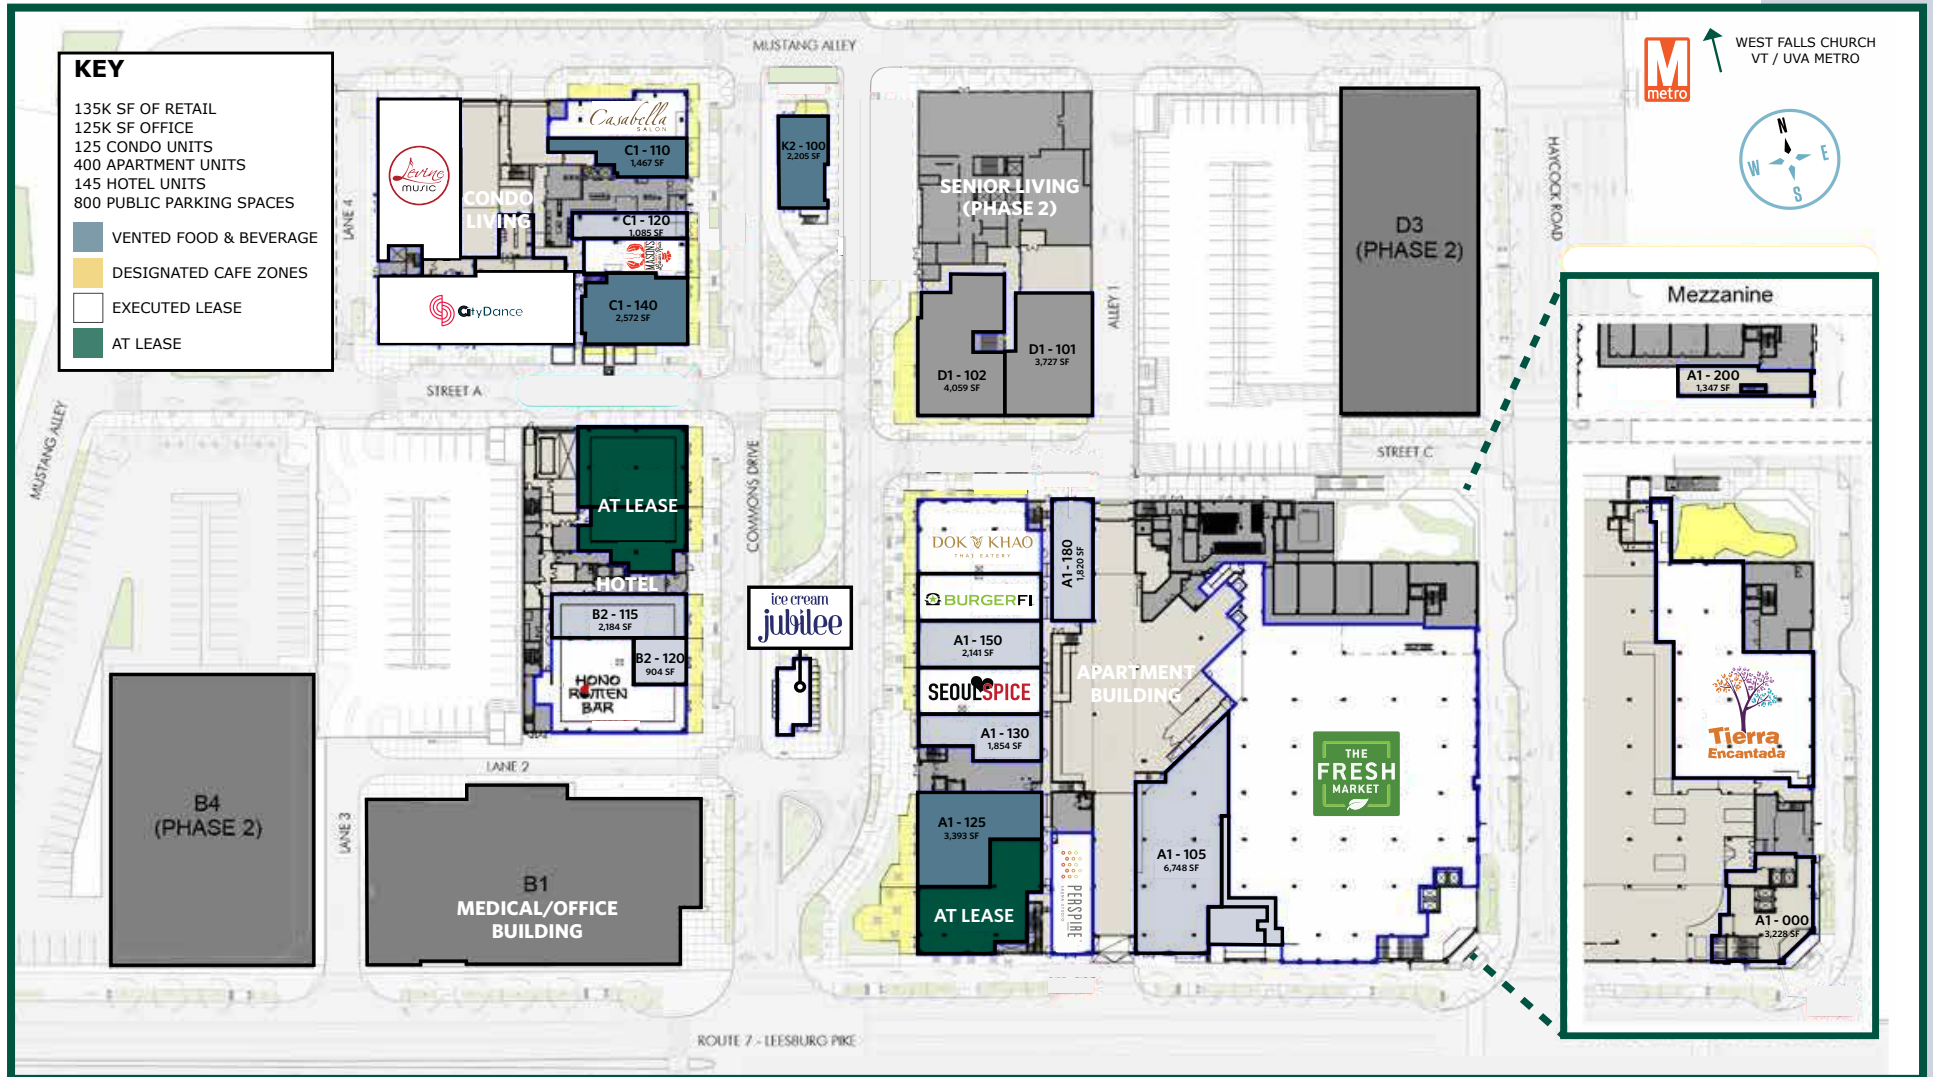 MUSTANG ALLEY
metro
WEST FALLS CHURCH
VT / UVA METRO
N
W
E
S
KEY
135K SF OF RETAIL
125K SF OFFICE
125 CONDO UNITS
400 APARTMENT UNITS
145 HOTEL UNITS
800 PUBLIC PARKING SPACES
VENTED FOOD & BEVERAGE
DESIGNATED CAFE ZONES
EXECUTED LEASE
AT LEASE
LANE 4
Levine
MUSIC
CONDO
LIVING
Casabella
SALON
C1 - 110
1,467 SF
C1 - 120
1,085 SF
MASON'S
CityDance
C1 - 140
2,572 SF
K2 - 100
2,205 SF
SENIOR LIVING
(PHASE 2)
D1 - 102
4,059 SF
D1 - 101
3,727 SF
ALLEY 1
D3
(PHASE 2)
HAYCOCK ROAD
STREET A
STREET C
MUSTANG ALLEY
COMMONS DRIVE
AT LEASE
HOTEL
B2 - 115
2,184 SF
B2 - 120
904 SF
HONO
RAMEN
BAR
ice cream
jubilee
DOK KHAO
THAI EATERY
BURGERFI
A1 - 150
2,141 SF
SEOULSPICE
A1 - 130
1,854 SF
A1 - 180
1,820 SF
APARTMENT
BUILDING
A1 - 125
3,393 SF
AT LEASE
PERSPIRE
A1 - 105
6,748 SF
THE
FRESH
MARKET
LANE 2
LANE 3
B4
(PHASE 2)
B1
MEDICAL/OFFICE
BUILDING
ROUTE 7 - LEESBURG PIKE
Mezzanine
A1 - 200
1,347 SF
Tierra
Encantada
A1 - 000
3,228 SF